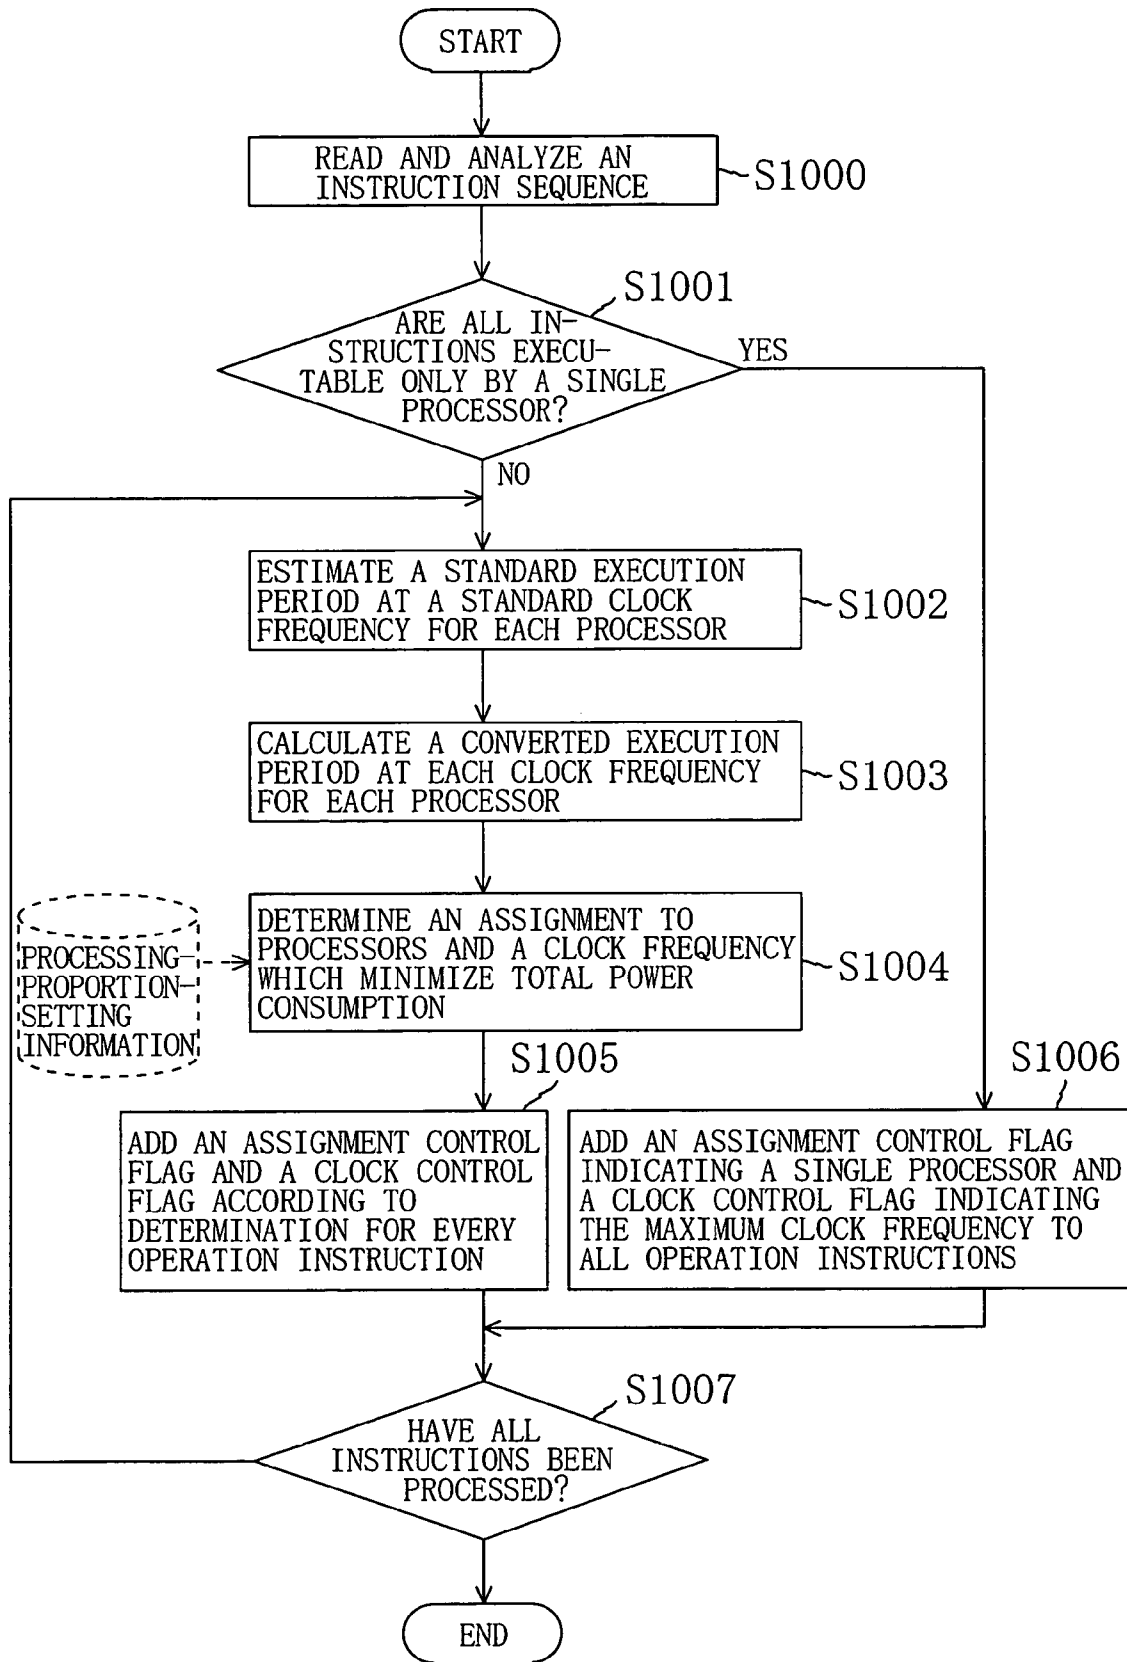 START
READ AND ANALYZE AN
INSTRUCTION SEQUENCE
S1000
S1001
ARE ALL IN-
STRUCTIONS EXECU-
TABLE ONLY BY A SINGLE
PROCESSOR?
YES
NO
ESTIMATE A STANDARD EXECUTION
PERIOD AT A STANDARD CLOCK
FREQUENCY FOR EACH PROCESSOR
S1002
CALCULATE A CONVERTED EXECUTION
PERIOD AT EACH CLOCK FREQUENCY
FOR EACH PROCESSOR
S1003
PROCESSING-
PROPORTION-
SETTING
INFORMATION
DETERMINE AN ASSIGNMENT TO
PROCESSORS AND A CLOCK FREQUENCY
WHICH MINIMIZE TOTAL POWER
CONSUMPTION
S1004
S1005
ADD AN ASSIGNMENT CONTROL
FLAG AND A CLOCK CONTROL
FLAG ACCORDING TO
DETERMINATION FOR EVERY
OPERATION INSTRUCTION
S1006
ADD AN ASSIGNMENT CONTROL FLAG
INDICATING A SINGLE PROCESSOR AND
A CLOCK CONTROL FLAG INDICATING
THE MAXIMUM CLOCK FREQUENCY TO
ALL OPERATION INSTRUCTIONS
S1007
HAVE ALL
INSTRUCTIONS BEEN
PROCESSED?
END